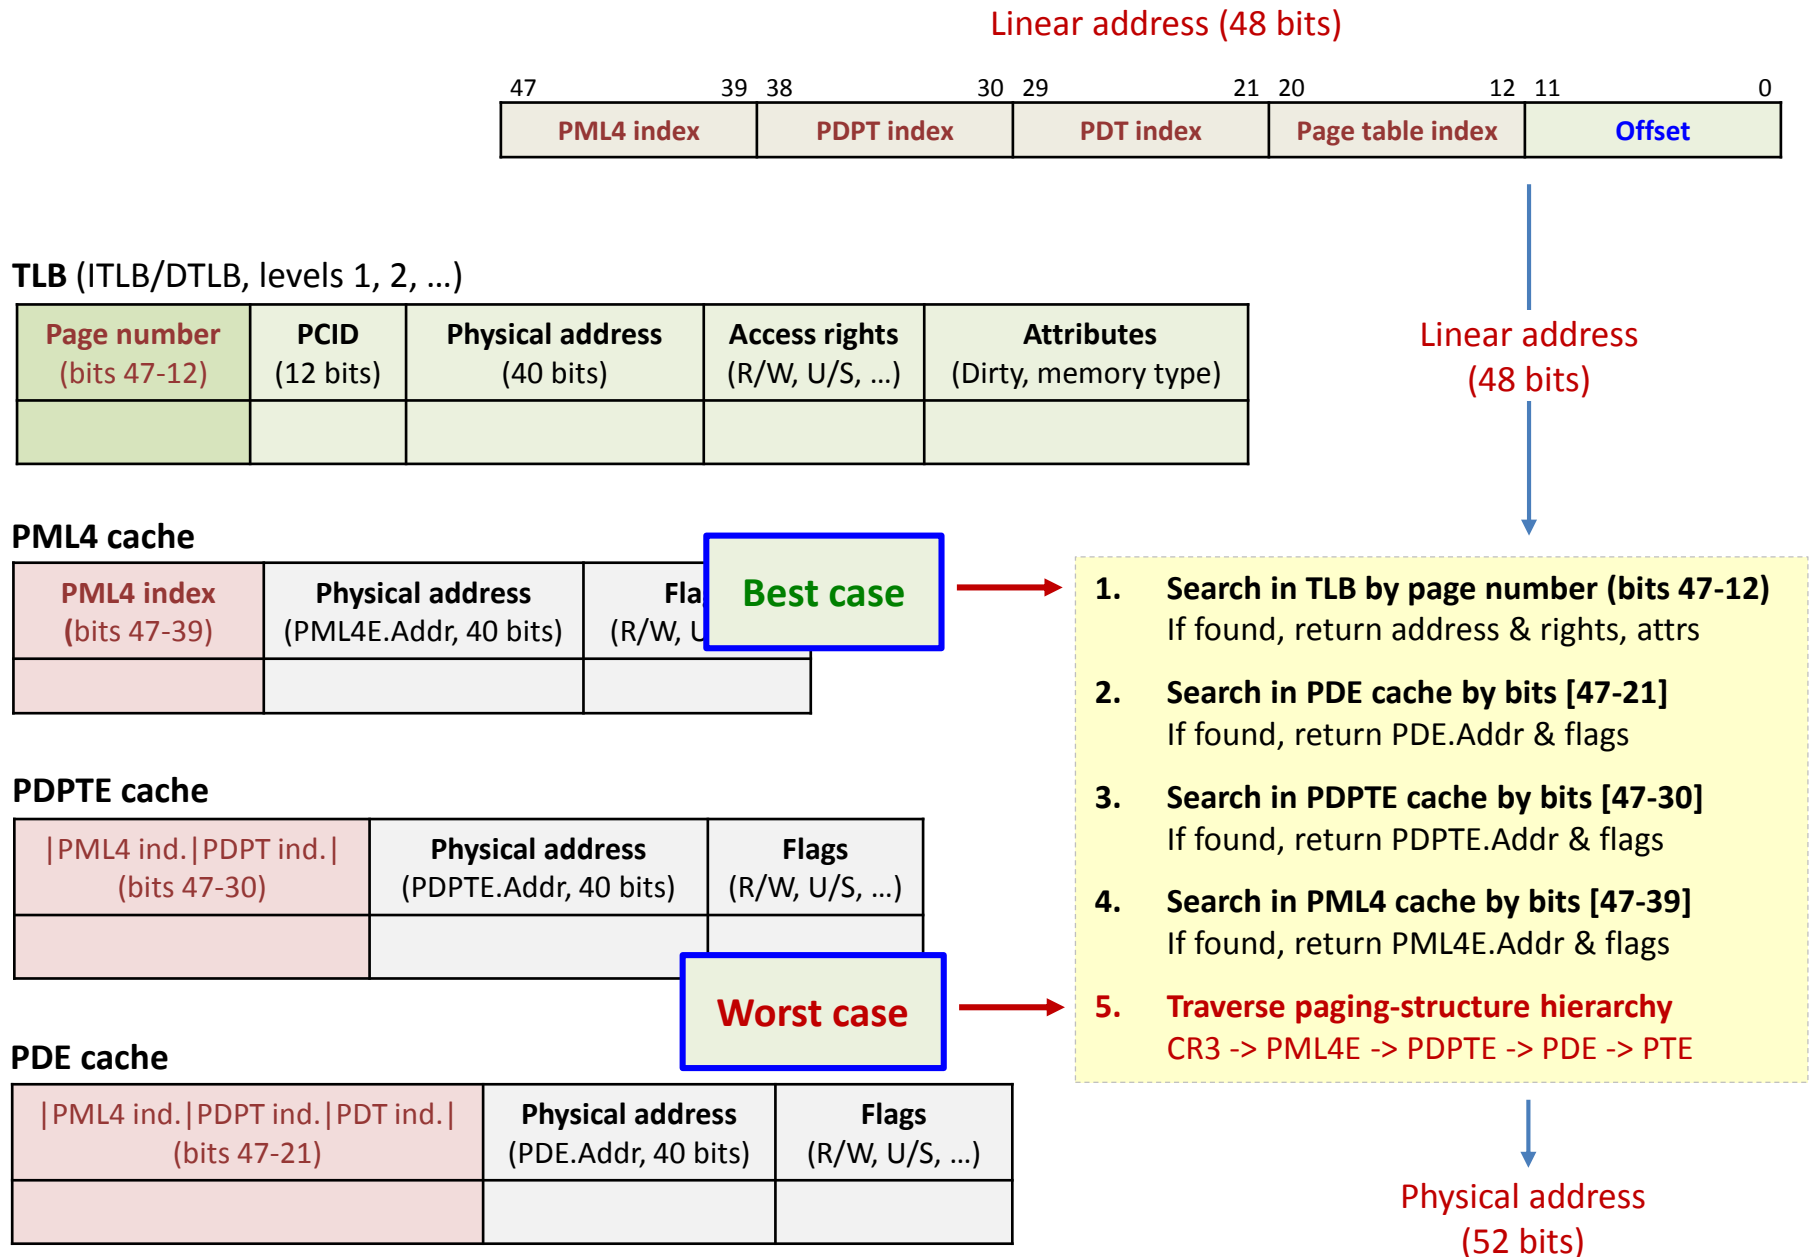 Linear address (48 bits)
47 39 38 30 29 21 20 12 11 0
PML4 index PDPT index PDT index Page table index Offset
TLB (ITLB/DTLB, levels 1, 2, …)
Page number PCID Physical address Access rights Attributes
(bits 47-12) (12 bits) (40 bits) (R/W, U/S, …) (Dirty, memory type)
Linear address
(48 bits)
PML4 cache
PML4 index Physical address
(bits 47-39) (PML4E.Addr, 40 bits) (R/W,
Best case
PDPTE cache
|PML4 ind.|PDPT ind.| Physical address Flags
(bits 47-30) (PDPTE.Addr, 40 bits) (R/W, U/S, …)
Worst case
PDE cache
|PML4 ind.|PDPT ind.|PDT ind.| Physical address Flags
(bits 47-21) (PDE.Addr, 40 bits) (R/W, U/S, …)
1. Search in TLB by page number (bits 47-12)
If found, return address & rights, attrs
2. Search in PDE cache by bits [47-21]
If found, return PDE.Addr & flags
3. Search in PDPTE cache by bits [47-30]
If found, return PDPTE.Addr & flags
4. Search in PML4 cache by bits [47-39]
If found, return PML4E.Addr & flags
5. Traverse paging-structure hierarchy
CR3 -> PML4E -> PDPTE -> PDE -> PTE
Physical address
(52 bits)